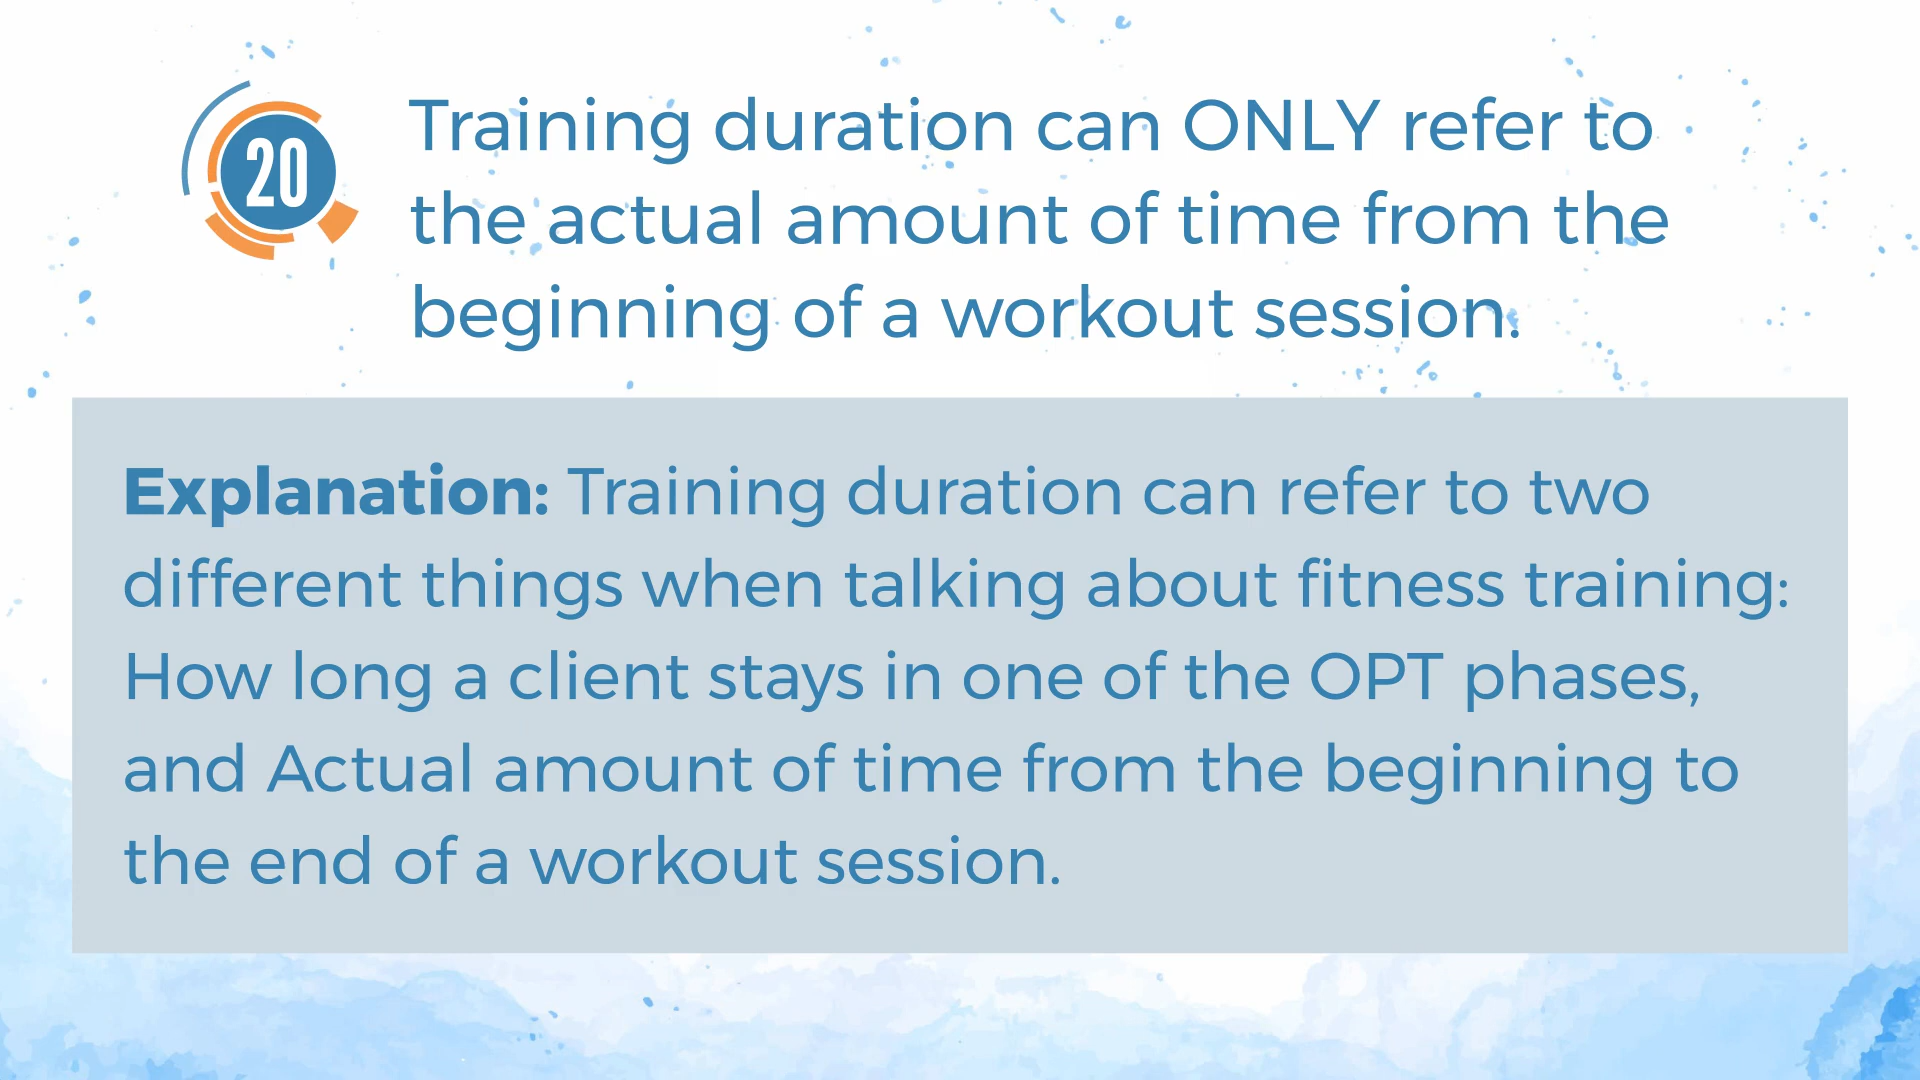 20
Training duration can ONLY refer to
the actual amount of time from the
beginning of a workout session.
Explanation: Training duration can refer to two
different things when talking about fitness training:
How long a client stays in one of the OPT phases,
and Actual amount of time from the beginning to
the end of a workout session.